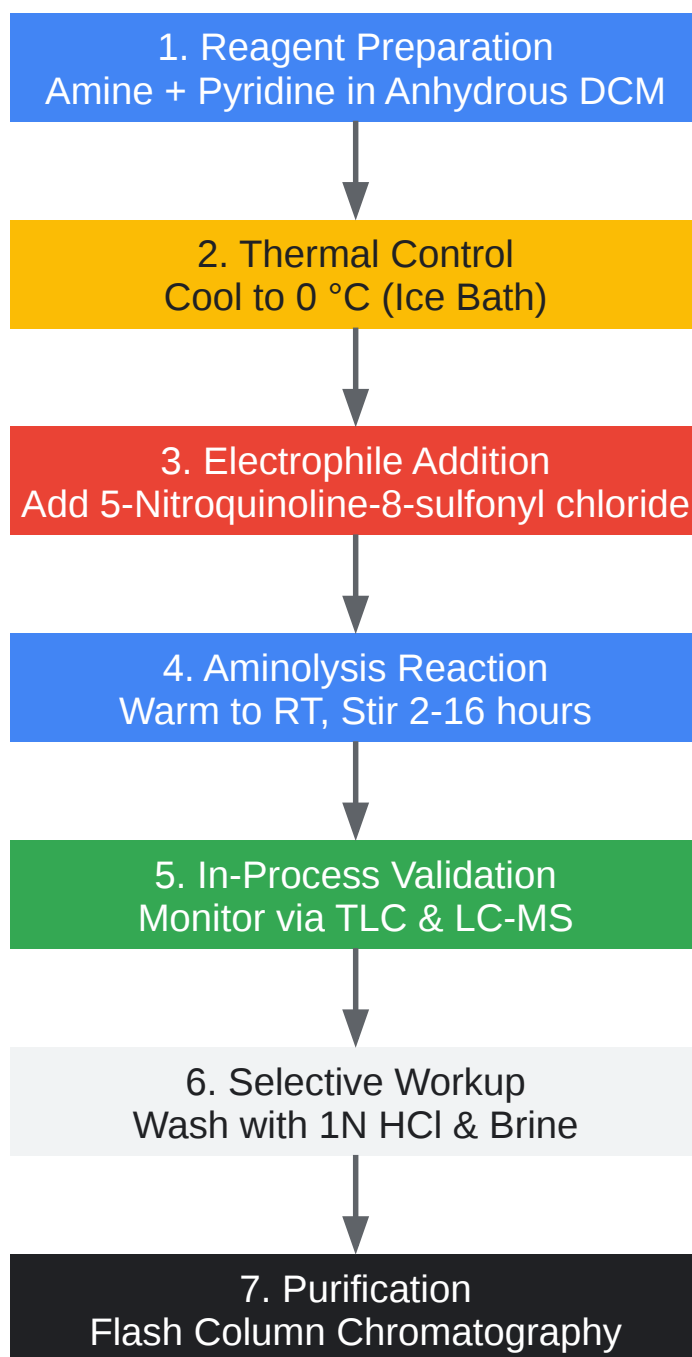 1. Reagent Preparation
Amine + Pyridine in Anhydrous DCM
2. Thermal Control
Cool to 0 °C (Ice Bath)
3. Electrophile Addition
Add 5-Nitroquinoline-8-sulfonyl chloride
4. Aminolysis Reaction
Warm to RT, Stir 2-16 hours
5. In-Process Validation
Monitor via TLC & LC-MS
6. Selective Workup
Wash with 1N HCl & Brine
7. Purification
Flash Column Chromatography